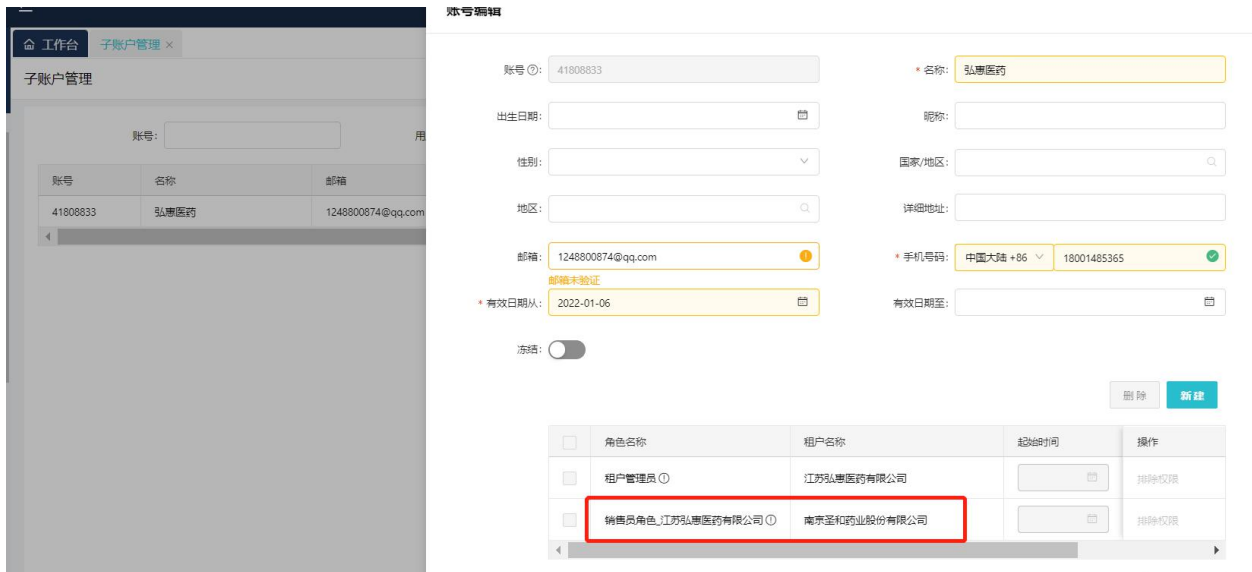 账号编辑
工作台
子账户管理 ×
子账户管理
账号:
用
账号 名称 邮箱
41808833 弘惠医药 1248800874@qq.com
账号 ?: 41808833
* 名称: 弘惠医药
出生日期:
昵称:
性别:
国家/地区:
地区:
详细地址:
邮箱: 1248800874@qq.com
邮箱未验证
* 手机号码: 中国大陆 +86 18001485365
* 有效日期从: 2022-01-06
有效日期至:
冻结:
删除 新建
角色名称 租户名称 起始时间 操作
租户管理员 江苏弘惠医药有限公司 排除权限
销售员角色_江苏弘惠医药有限公司 南京圣和药业股份有限公司 排除权限